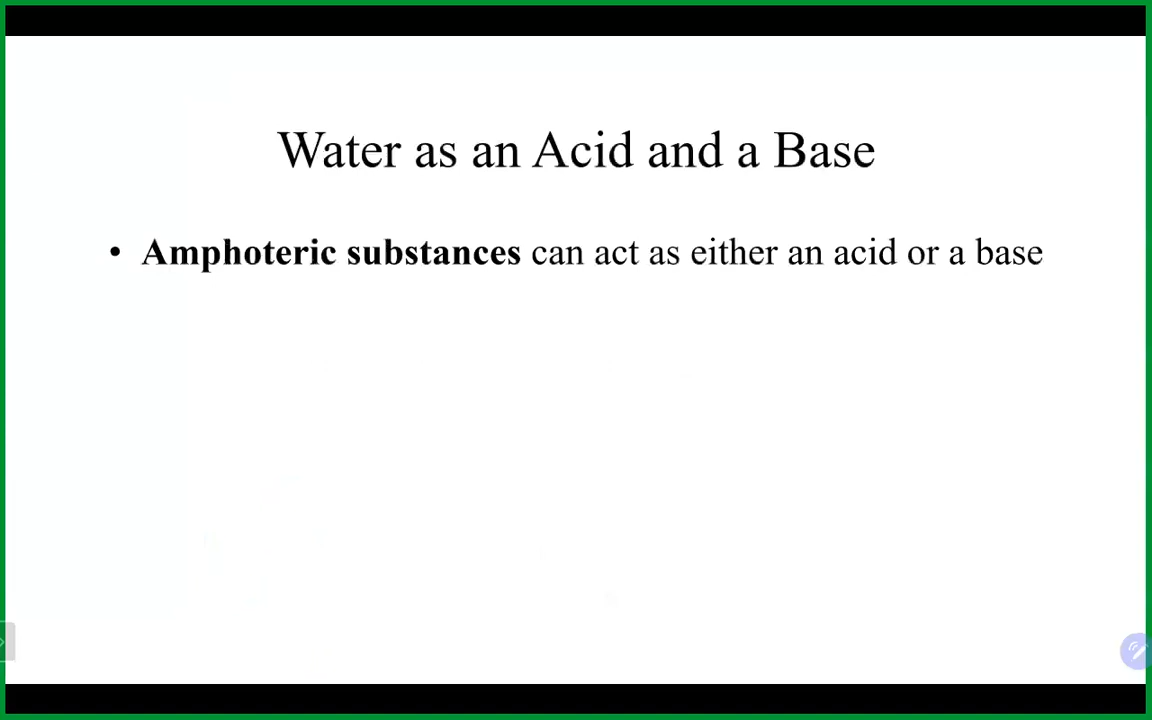 Water as an Acid and a Base
• Amphoteric substances can act as either an acid or a base